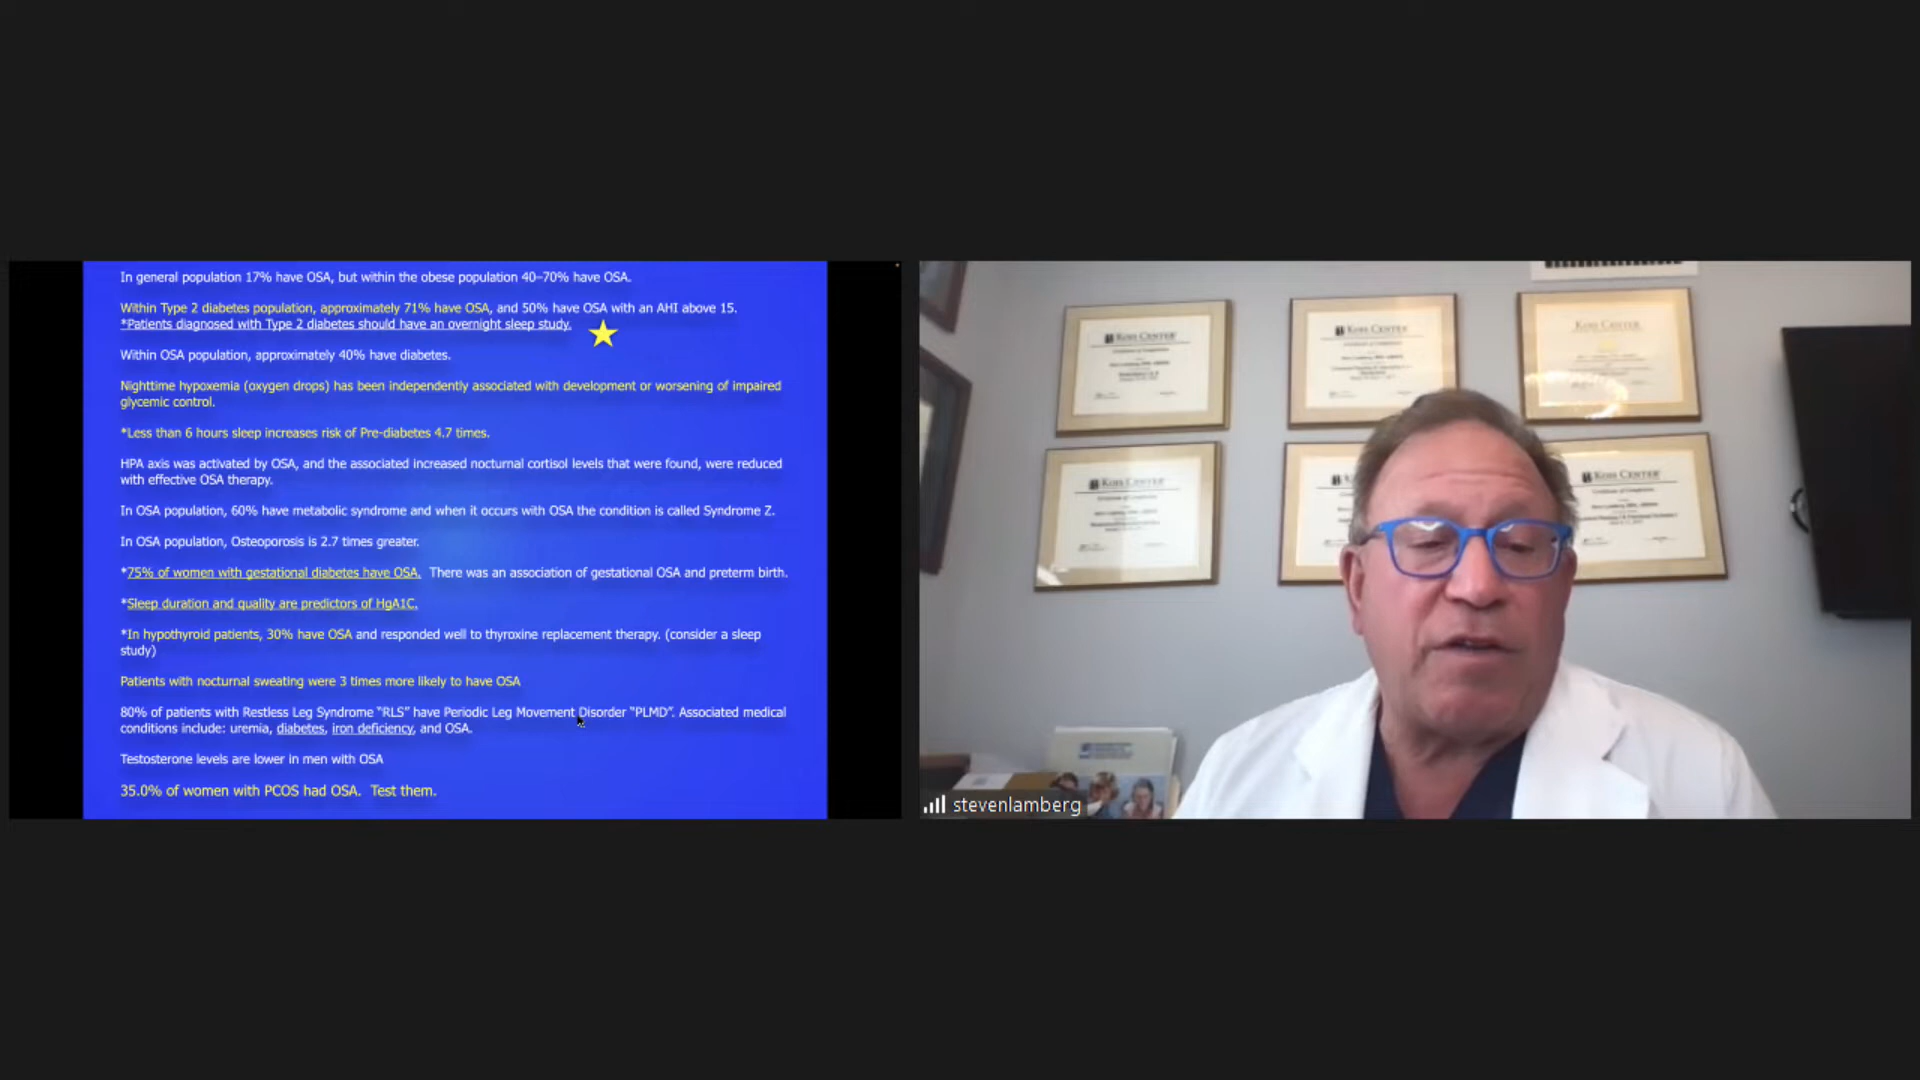 In general population 17% have OSA, but within the obese population 40–70% have OSA.
Within Type 2 diabetes population, approximately 71% have OSA, and 50% have OSA with an AHI above 15.
*Patients diagnosed with Type 2 diabetes should have an overnight sleep study.
Within OSA population, approximately 40% have diabetes.
Nighttime hypoxemia (oxygen drops) has been independently associated with development or worsening of impaired
glycemic control.
*Less than 6 hours sleep increases risk of Pre-diabetes 4.7 times.
HPA axis was activated by OSA, and the associated increased nocturnal cortisol levels that were found, were reduced
with effective OSA therapy.
In OSA population, 60% have metabolic syndrome and when it occurs with OSA the condition is called Syndrome Z.
In OSA population, Osteoporosis is 2.7 times greater.
*75% of women with gestational diabetes have OSA.  There was an association of gestational OSA and preterm birth.
*Sleep duration and quality are predictors of HgA1C.
*In hypothyroid patients, 30% have OSA and responded well to thyroxine replacement therapy. (consider a sleep
study)
Patients with nocturnal sweating were 3 times more likely to have OSA
80% of patients with Restless Leg Syndrome “RLS” have Periodic Leg Movement Disorder “PLMD”. Associated medical
conditions include: uremia, diabetes, iron deficiency, and OSA.
Testosterone levels are lower in men with OSA
35.0% of women with PCOS had OSA.  Test them.
Kois Center
Kois Center
Kois Center
Kois Center
Kois Center
stevenlamberg